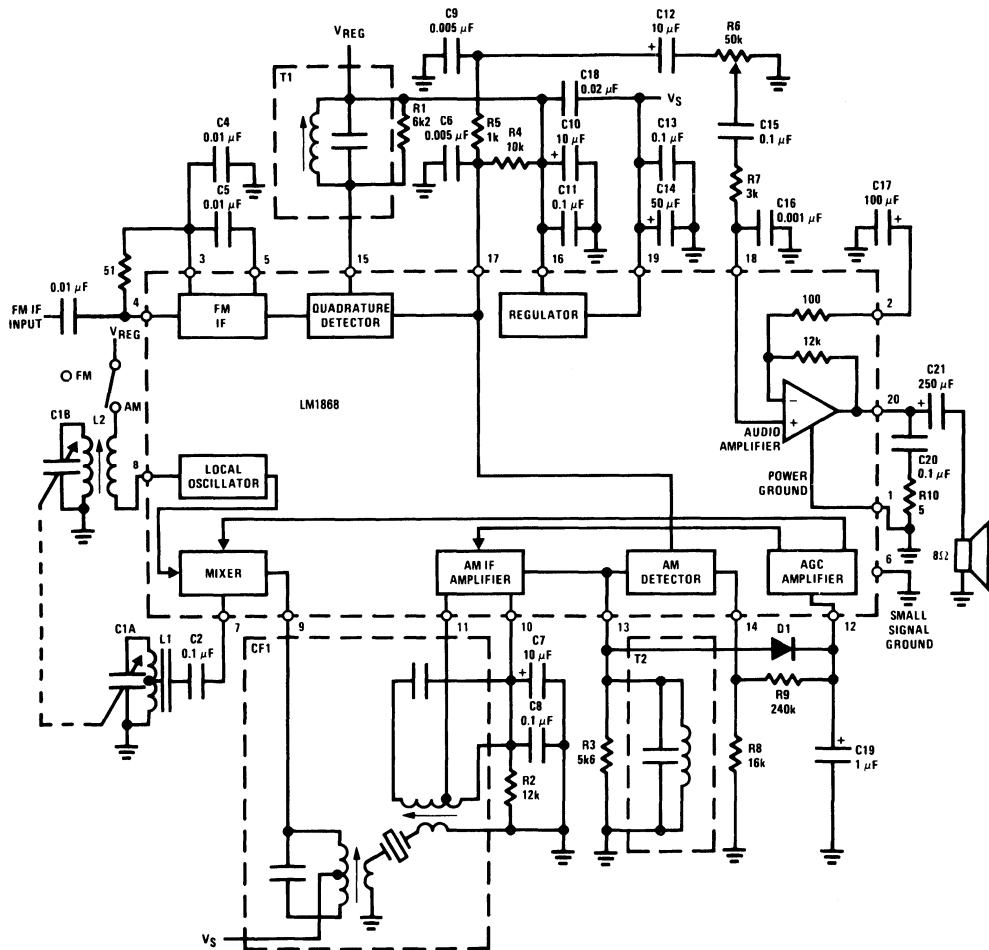 C9
0.005 µF
C12
10 µF
R6
50k
VREG
T1
C18
0.02 µF
VS
C4
0.01 µF
R1
6k2
C6
0.005 µF
R5
1k
R4
10k
C10
10 µF
C13
0.1 µF
C15
0.1 µF
C5
0.01 µF
C11
0.1 µF
C14
50 µF
R7
3k
C16
0.001 µF
C17
100 µF
51
3
5
15
17
16
19
18
0.01 µF
4
FM IF
INPUT
FM
IF
QUADRATURE
DETECTOR
REGULATOR
100
2
12k
VREG
FM
AM
LM1868
C1B
L2
8
LOCAL
OSCILLATOR
AUDIO
AMPLIFIER
20
C21
250 µF
POWER
GROUND
C20
0.1 µF
1
R10
5
8Ω
MIXER
AM IF
AMPLIFIER
AM
DETECTOR
AGC
AMPLIFIER
6
SMALL
SIGNAL
GROUND
7
9
11
10
13
14
12
C1A
L1
C2
0.1 µF
CF1
C7
10 µF
C8
0.1 µF
R2
12k
T2
D1
R9
240k
R3
5k6
R8
16k
C19
1 µF
VS